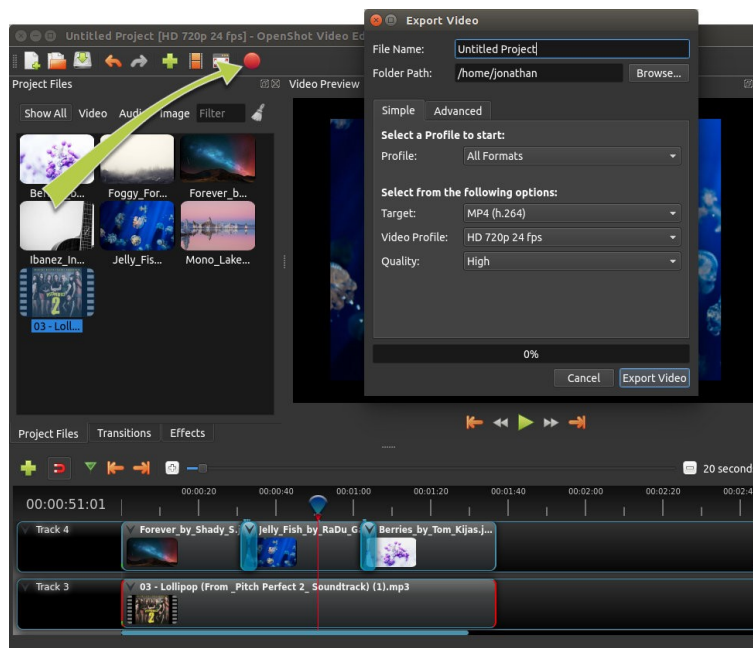 Untitled Project [HD 720p 24 fps] - OpenShot Video Ed
Project Files
Show All Video Audio Image Filter
Foggy_For... Forever_b...
Ibanez_In... Jelly_Fis... Mono_Lake...
03 - Loll...
Project Files Transitions Effects
Video Preview
Export Video
File Name: Untitled Project
Folder Path: /home/jonathan Browse...
Simple Advanced
Select a Profile to start:
Profile: All Formats
Select from the following options:
Target: MP4 (h.264)
Video Profile: HD 720p 24 fps
Quality: High
0%
Cancel Export Video
20 second
00:00:51:01 00:00:20 00:00:40 00:01:00 00:01:20 00:01:40 00:02:00 00:02:20 00:02:4
Track 4 Forever_by_Shady_S. Jelly_Fish_by_RaDu_G. Berries_by_Tom_Kijas.j...
Track 3 03 - Lollipop (From _Pitch Perfect 2_ Soundtrack) (1).mp3